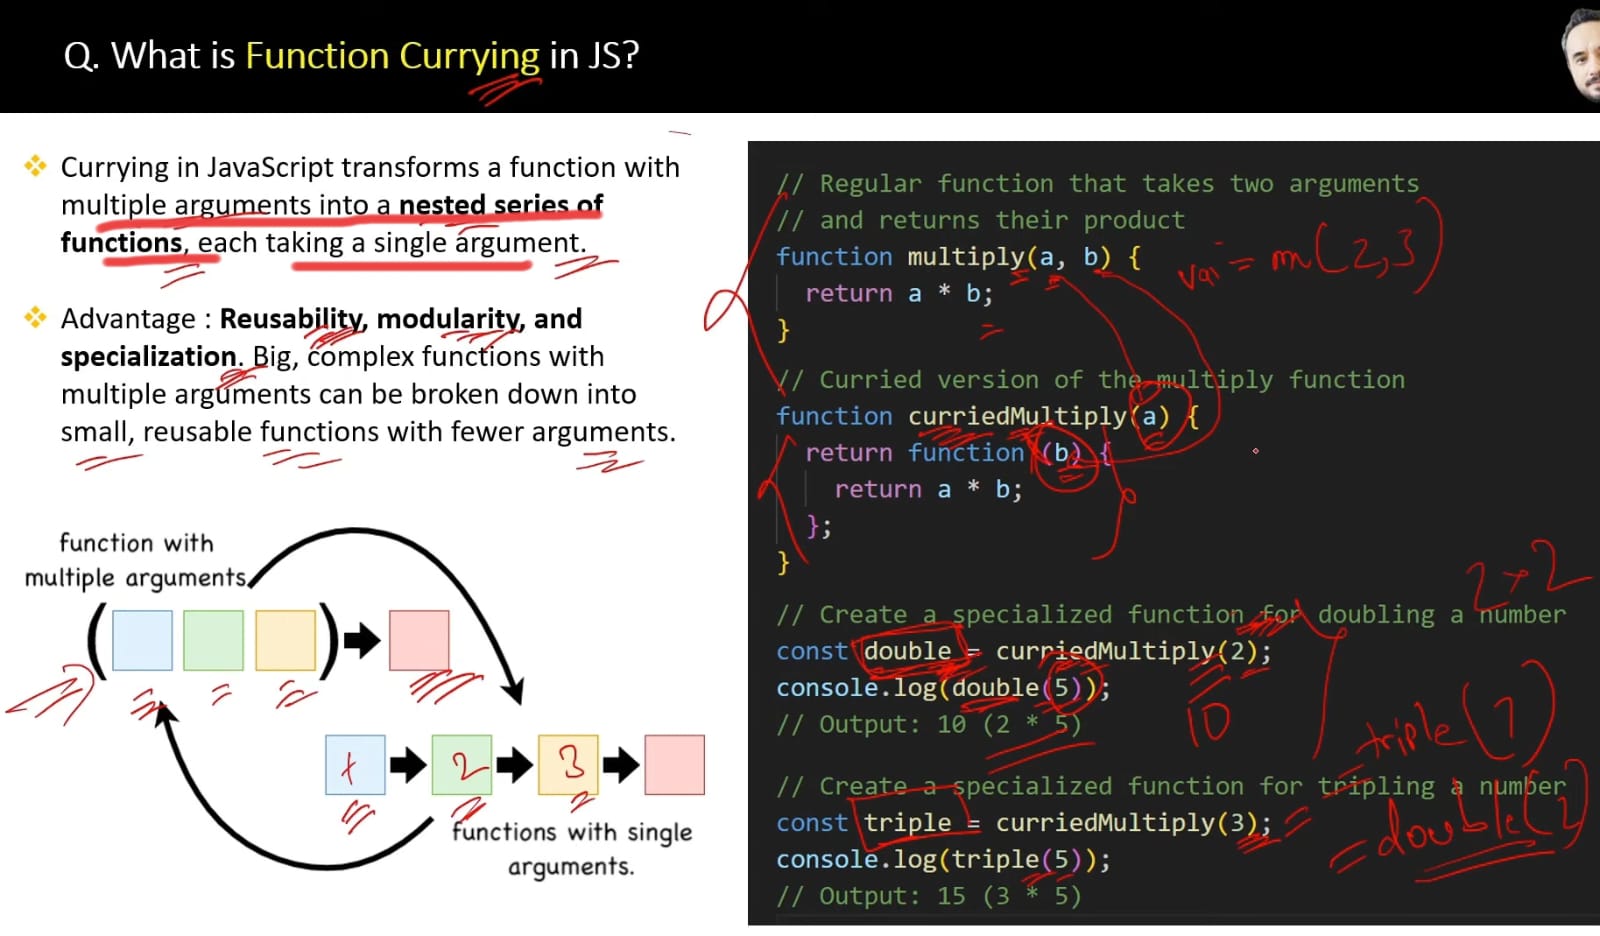 Q. What is Function Currying in JS?
❖ Currying in JavaScript transforms a function with
multiple arguments into a nested series of
functions, each taking a single argument.
❖ Advantage : Reusability, modularity, and
specialization. Big, complex functions with
multiple arguments can be broken down into
small, reusable functions with fewer arguments.
function with
multiple arguments
1 2 3
functions with single
arguments.
// Regular function that takes two arguments
// and returns their product
function multiply(a, b) {
return a * b;
}
= m(2,3)
// Curried version of the multiply function
function curriedMultiply(a) {
return function (b) {
return a * b;
};
}
2 * 2
// Create a specialized function for doubling a number
const double = curriedMultiply(2);
console.log(double(5));
// Output: 10 (2 * 5)
10
= triple(7)
// Create a specialized function for tripling a number
const triple = curriedMultiply(3);
= double(2)
console.log(triple(5));
// Output: 15 (3 * 5)